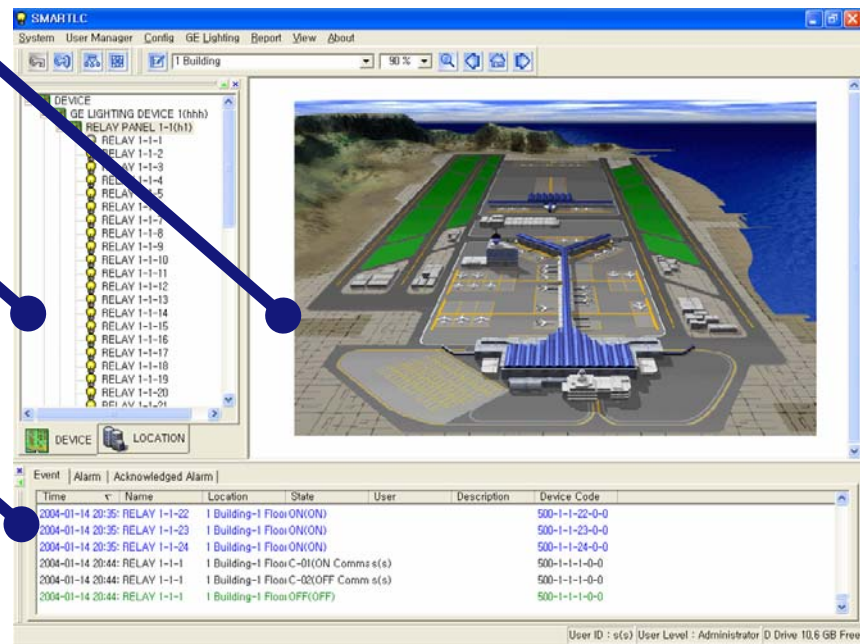 SMARTLC
System User Manager Config GE Lighting Report View About
1 Building 90 %
DEVICE
GE LIGHTING DEVICE 1(hhh)
RELAY PANEL 1-1(h1)
RELAY 1-1-1
RELAY 1-1-2
RELAY 1-1-3
RELAY 1-1-4
RELAY 1-1-5
RELAY 1-1-7
RELAY 1-1-8
RELAY 1-1-9
RELAY 1-1-10
RELAY 1-1-11
RELAY 1-1-12
RELAY 1-1-13
RELAY 1-1-14
RELAY 1-1-15
RELAY 1-1-16
RELAY 1-1-17
RELAY 1-1-18
RELAY 1-1-19
RELAY 1-1-20
RELAY 1-1-21
DEVICE LOCATION
Event Alarm Acknowledged Alarm
Time Name Location State User Description Device Code
2004-01-14 20:35: RELAY 1-1-22 1 Building-1 Floor ON(ON) 500-1-1-22-0-0
2004-01-14 20:35: RELAY 1-1-23 1 Building-1 Floor ON(ON) 500-1-1-23-0-0
2004-01-14 20:35: RELAY 1-1-24 1 Building-1 Floor ON(ON) 500-1-1-24-0-0
2004-01-14 20:44: RELAY 1-1-1 1 Building-1 Floor C-01(ON Comma s(s) 500-1-1-1-0-0
2004-01-14 20:44: RELAY 1-1-1 1 Building-1 Floor C-02(OFF Comm s(s) 500-1-1-1-0-0
2004-01-14 20:44: RELAY 1-1-1 1 Building-1 Floor OFF(OFF) 500-1-1-1-0-0
User ID : s(s) User Level : Administrator D Drive 10,6 GB Free